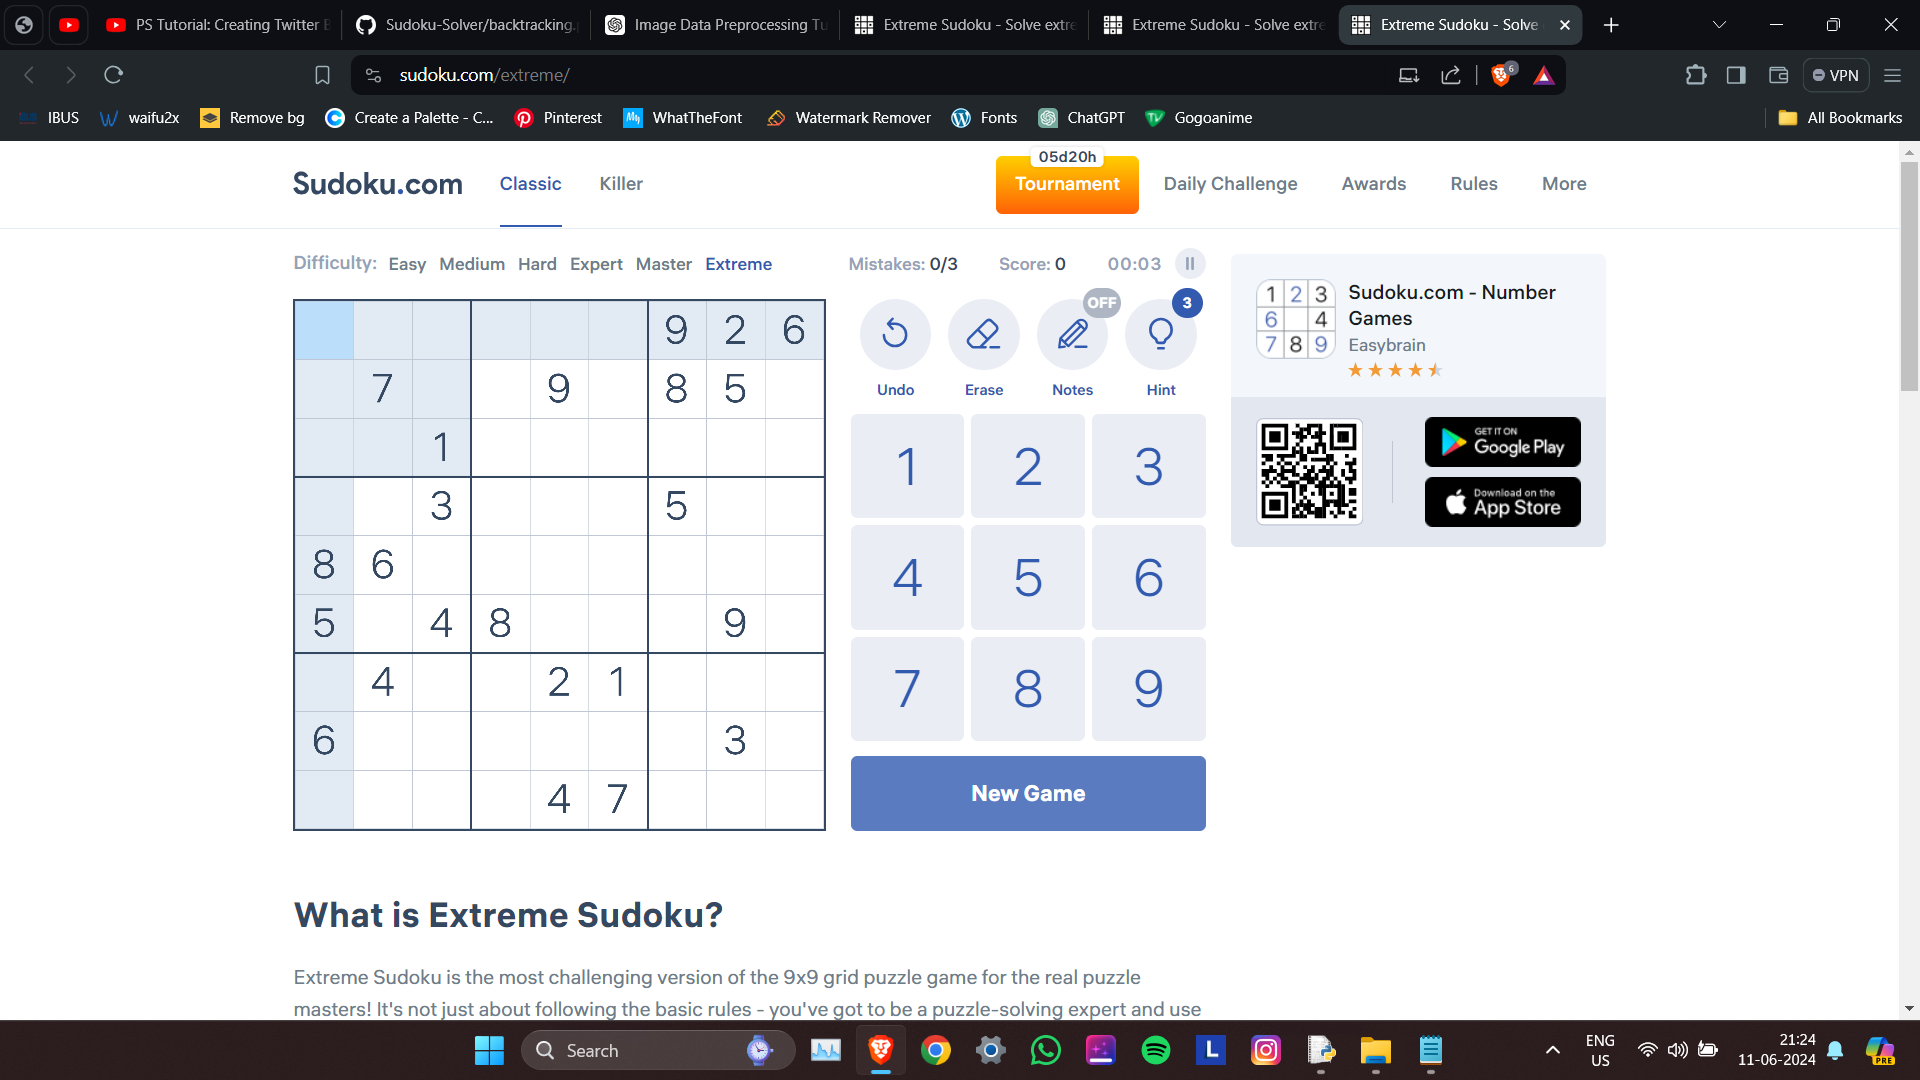 PS Tutorial: Creating Twitter B
Sudoku-Solver/backtracking.
Image Data Preprocessing Tu
Extreme Sudoku - Solve extre
Extreme Sudoku - Solve extre
Extreme Sudoku - Solve
sudoku.com/extreme/
6
VPN
IBUS
waifu2x
Remove bg
Create a Palette - C...
Pinterest
WhatTheFont
Watermark Remover
Fonts
ChatGPT
Gogoanime
All Bookmarks
Sudoku.com
Classic
Killer
05d20h
Tournament
Daily Challenge
Awards
Rules
More
Difficulty:
Easy
Medium
Hard
Expert
Master
Extreme
Mistakes: 0/3
Score: 0
00:03
9 2 6
7 9 8 5
1
3 5
8 6
5 4 8 9
4 2 1
6 3
4 7
Undo
Erase
OFF
Notes
3
Hint
1 2 3
4 5 6
7 8 9
New Game
1 2 3
6 4
7 8 9
Sudoku.com - Number
Games
Easybrain
GET IT ON
Google Play
Download on the
App Store
What is Extreme Sudoku?
Extreme Sudoku is the most challenging version of the 9x9 grid puzzle game for the real puzzle
masters! It's not just about following the basic rules - you've got to be a puzzle-solving expert and use
Search
L
ENG
US
21:24
11-06-2024
PRE